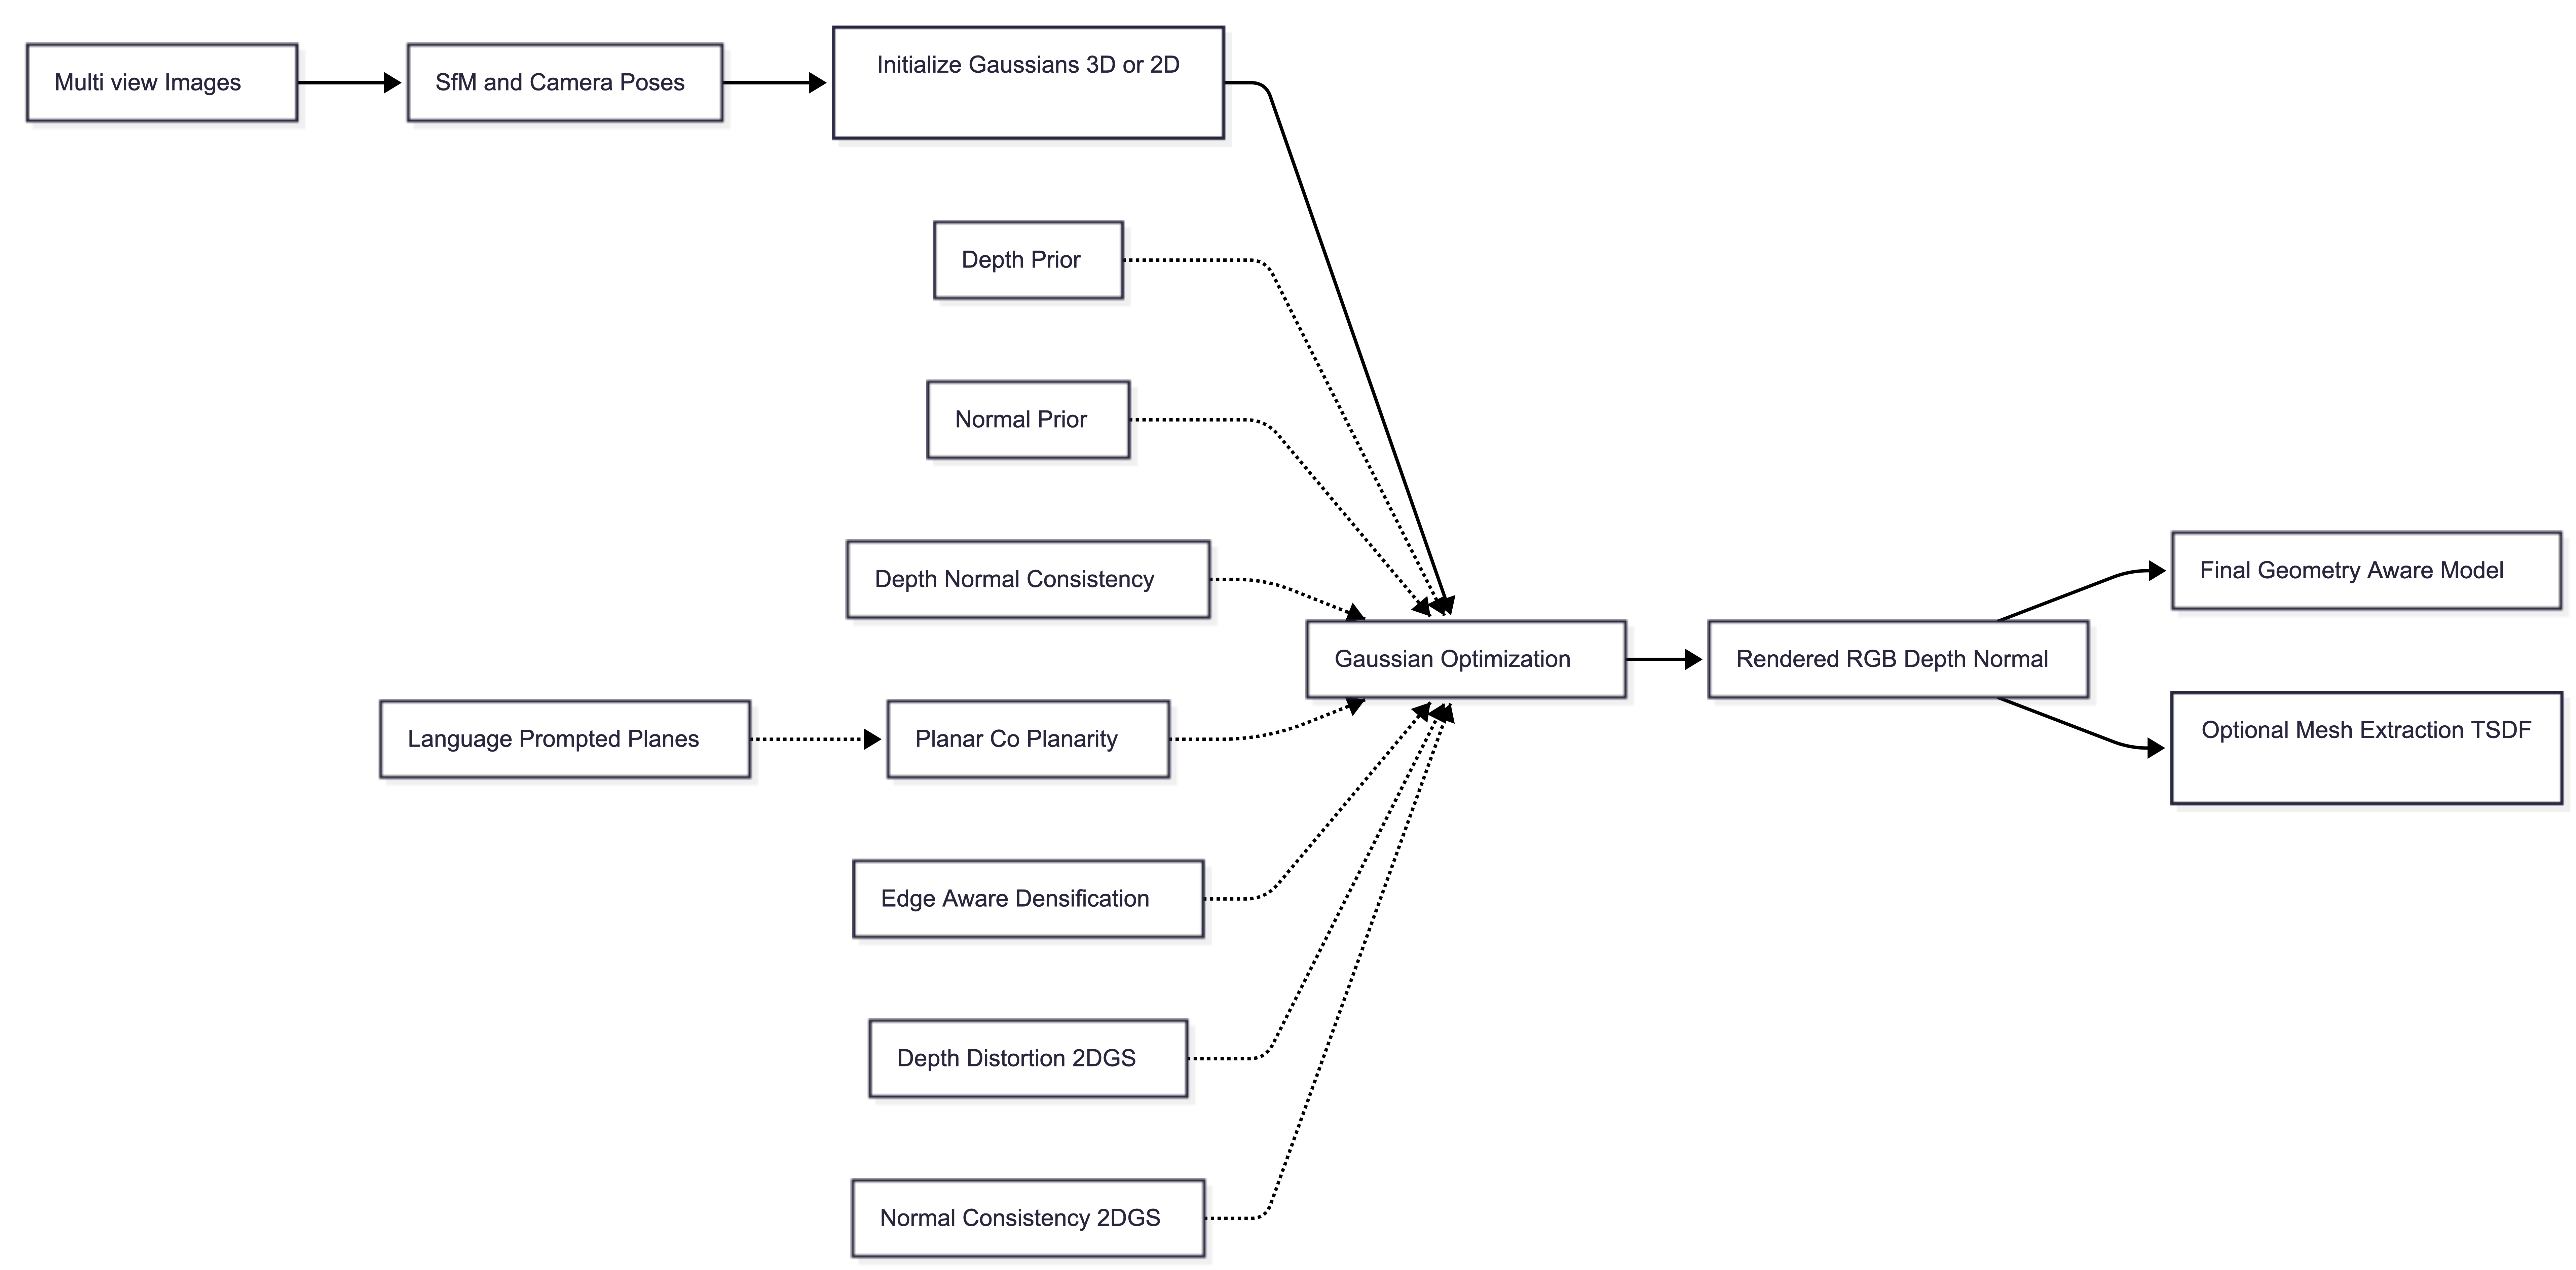 Multi view Images
SfM and Camera Poses
Initialize Gaussians 3D or 2D
Depth Prior
Normal Prior
Depth Normal Consistency
Language Prompted Planes
Planar Co Planarity
Edge Aware Densification
Depth Distortion 2DGS
Normal Consistency 2DGS
Gaussian Optimization
Rendered RGB Depth Normal
Final Geometry Aware Model
Optional Mesh Extraction TSDF